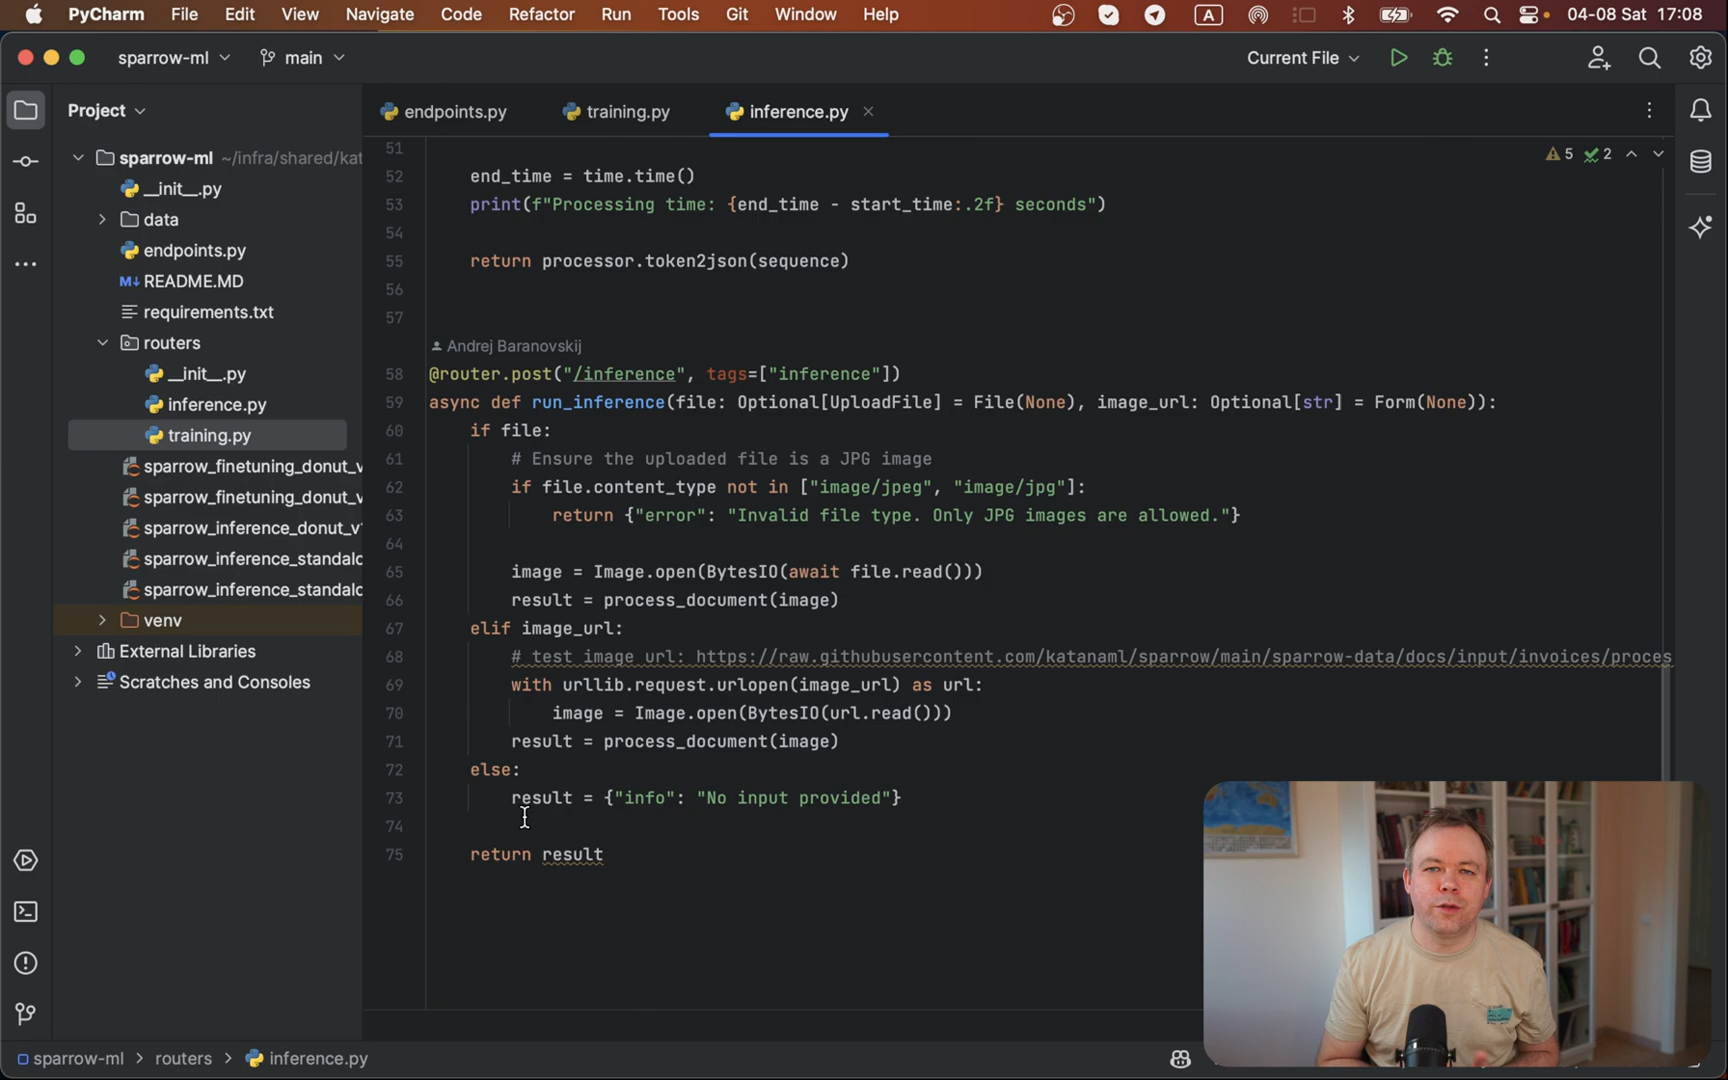 PyCharm File Edit View Navigate Code Refactor Run Tools Git Window Help A 04-08 Sat 17:08
sparrow-ml main Current File
Project
endpoints.py training.py inference.py
sparrow-ml ~/infra/shared/kat
__init__.py
data
endpoints.py
M↓ README.MD
requirements.txt
routers
__init__.py
inference.py
training.py
sparrow_finetuning_donut_v
sparrow_finetuning_donut_v
sparrow_inference_donut_v
sparrow_inference_standalo
sparrow_inference_standalo
venv
External Libraries
Scratches and Consoles
5 2
51
52 end_time = time.time()
53 print(f"Processing time: {end_time - start_time:.2f} seconds")
54
55 return processor.token2json(sequence)
56
57
Andrej Baranovskij
58 @router.post("/inference", tags=["inference"])
59 async def run_inference(file: Optional[UploadFile] = File(None), image_url: Optional[str] = Form(None)):
60 if file:
61 # Ensure the uploaded file is a JPG image
62 if file.content_type not in ["image/jpeg", "image/jpg"]:
63 return {"error": "Invalid file type. Only JPG images are allowed."}
64
65 image = Image.open(BytesIO(await file.read()))
66 result = process_document(image)
67 elif image_url:
68 # test image url: https://raw.githubusercontent.com/katanaml/sparrow/main/sparrow-data/docs/input/invoices/proces
69 with urllib.request.urlopen(image_url) as url:
70 image = Image.open(BytesIO(url.read()))
71 result = process_document(image)
72 else:
73 result = {"info": "No input provided"}
74
75 return result
sparrow-ml > routers > inference.py